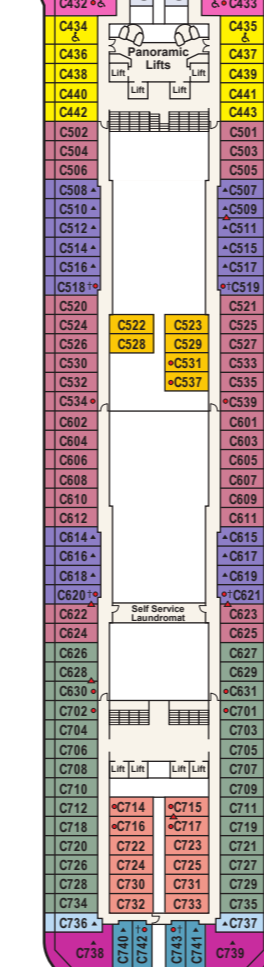 C432
C433
C434
C435
C436
C437
C438
C439
C440
C441
C442
C443
Panoramic
Lifts
Lift
Lift
Lift
Lift
C502
C501
C504
C503
C506
C505
C508
C507
C510
C509
C512
C511
C514
C515
C516
C517
C518†
†C519
C520
C521
C524
C522
C523
C525
C526
C528
C529
C527
C530
C531
C533
C532
C537
C535
C534
C539
C602
C601
C604
C603
C606
C605
C608
C607
C610
C609
C612
C611
C614
C615
C616
C617
C618
C619
C620†
†C621
Self Service
Laundromat
C622
C623
C624
C625
C626
C627
C628
C629
C630
C631
C702
C701
C704
C703
C706
C705
C708
Lift Lift
Lift Lift
C707
C710
C709
C712
C714
C715
C711
C718
C716
C717
C719
C720
C722
C723
C721
C726
C724
C725
C727
C728
C730
C731
C729
C734
C732
C733
C735
C736
C737
C738
C740
C742†
C743†
C741
C739